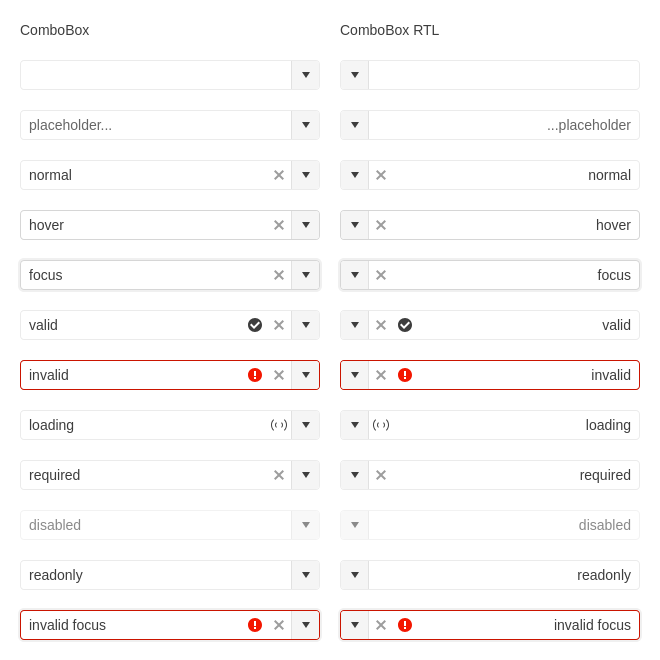 ComboBox
placeholder...
normal
hover
focus
valid
invalid
loading
required
disabled
readonly
invalid focus
ComboBox RTL
...placeholder
normal
hover
focus
valid
invalid
loading
required
disabled
readonly
invalid focus